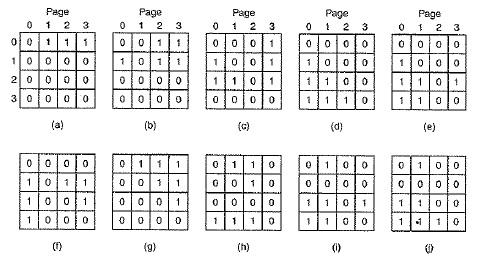 Page Page Page Page Page
0 1 2 3 0 1 2 3 0 1 2 3 0 1 2 3 0 1 2 3
0 0 1 1 1 0 0 1 1 0 0 0 1 0 0 0 0 0 0 0 0
1 0 0 0 0 1 0 1 1 1 0 0 1 1 0 0 0 1 0 0 0
2 0 0 0 0 0 0 0 0 1 1 0 1 1 1 0 0 1 1 0 1
3 0 0 0 0 0 0 0 0 0 0 0 0 1 1 1 0 1 1 0 0
(a) (b) (c) (d) (e)
0 0 0 0 0 1 1 1 0 1 1 0 0 1 0 0 0 1 0 0
1 0 1 1 0 0 1 1 0 0 1 0 0 0 0 0 0 0 0 0
1 0 0 1 0 0 0 1 0 0 0 0 1 1 0 1 1 1 0 0
1 0 0 0 0 0 0 0 1 1 1 0 1 1 0 0 1 1 1 0
(f) (g) (h) (i) (j)